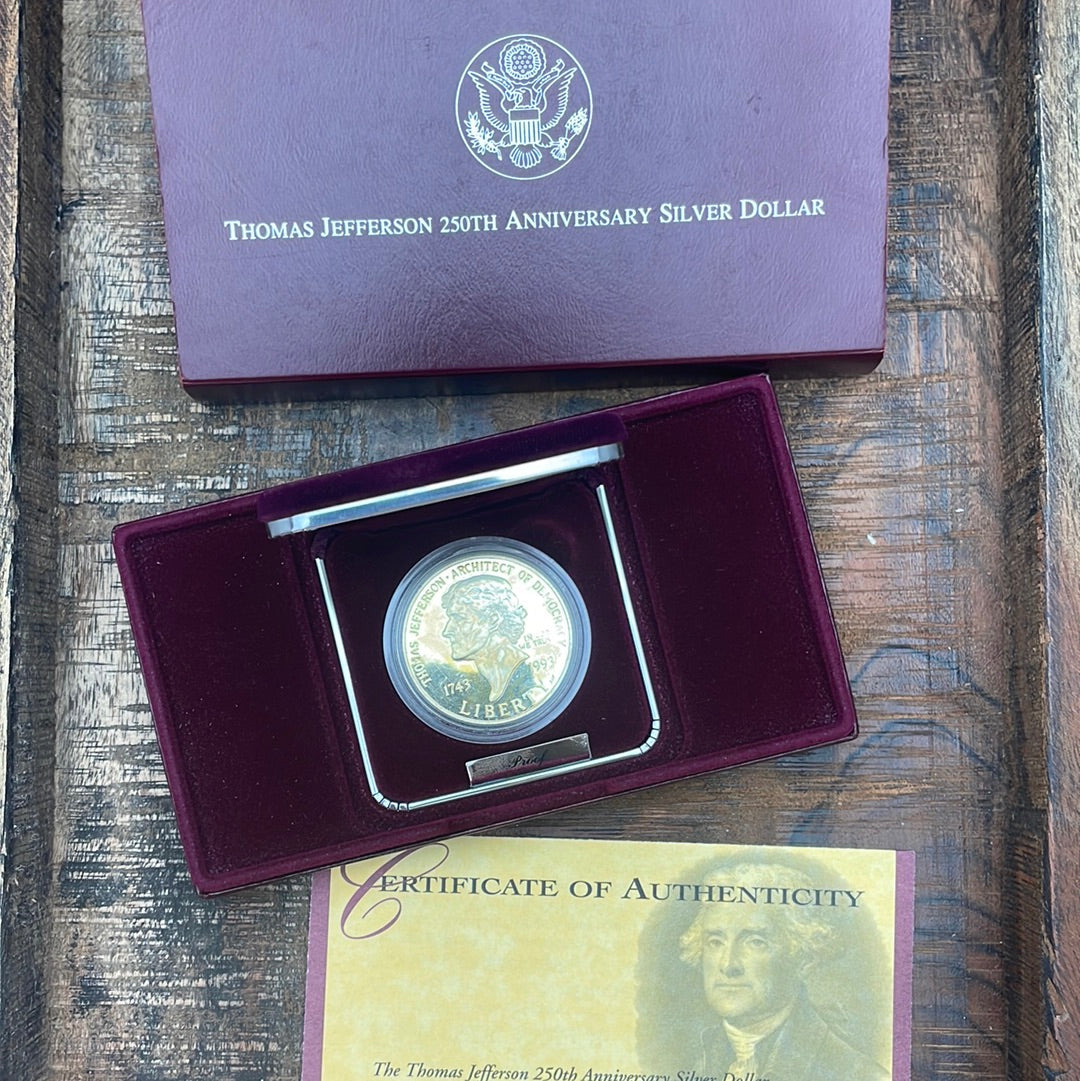 THOMAS JEFFERSON 250TH ANNIVERSARY SILVER DOLLAR
THOMAS JEFFERSON · ARCHITECT OF DEMOCRACY
IN
WE TRUST
1743
1993
LIBERTY
Proof
CERTIFICATE OF AUTHENTICITY
The Thomas Jefferson 250th Anniversary Silver Dollar